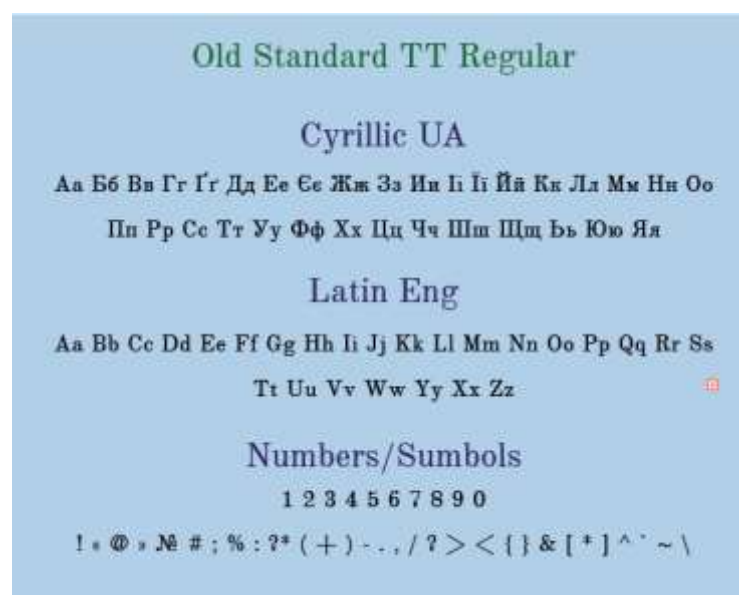 Old Standard TT Regular
Cyrillic UA
Аа Бб Вв Гг Ґґ Дд Ее Єє Жж Зз Ии Іі Її Йй Кк Лл Мм Нн Оо
Пп Рр Сс Тт Уу Фф Хх Цц Чч Шш Щщ Ьь Юю Яя
Latin Eng
Aa Bb Cc Dd Ee Ff Gg Hh Ii Jj Kk Ll Mm Nn Oo Pp Qq Rr Ss
Tt Uu Vv Ww Yy Xx Zz
Numbers/Sumbols
1 2 3 4 5 6 7 8 9 0
! « @ » № # ; % : ?* ( + ) - . , / ? > < { } & [ * ] ^ ` ~ \